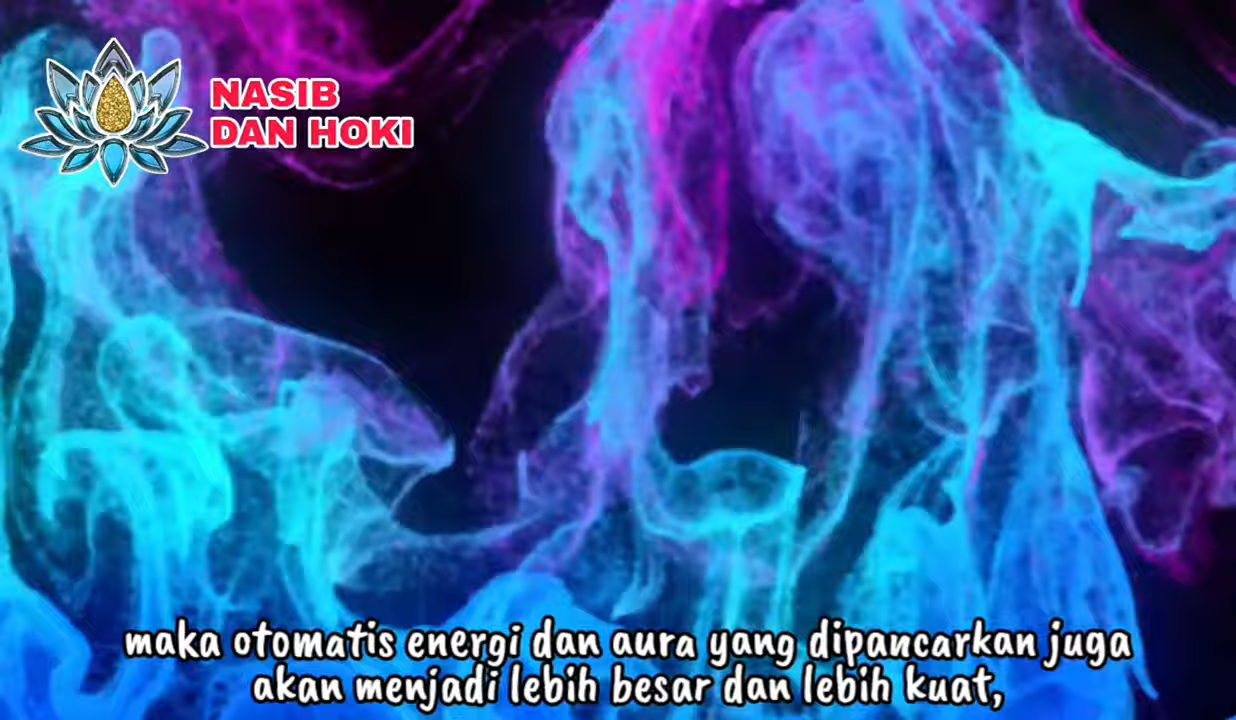 NASIB
DAN HOKI
maka otomatis energi dan aura yang dipancarkan juga
akan menjadi lebih besar dan lebih kuat,